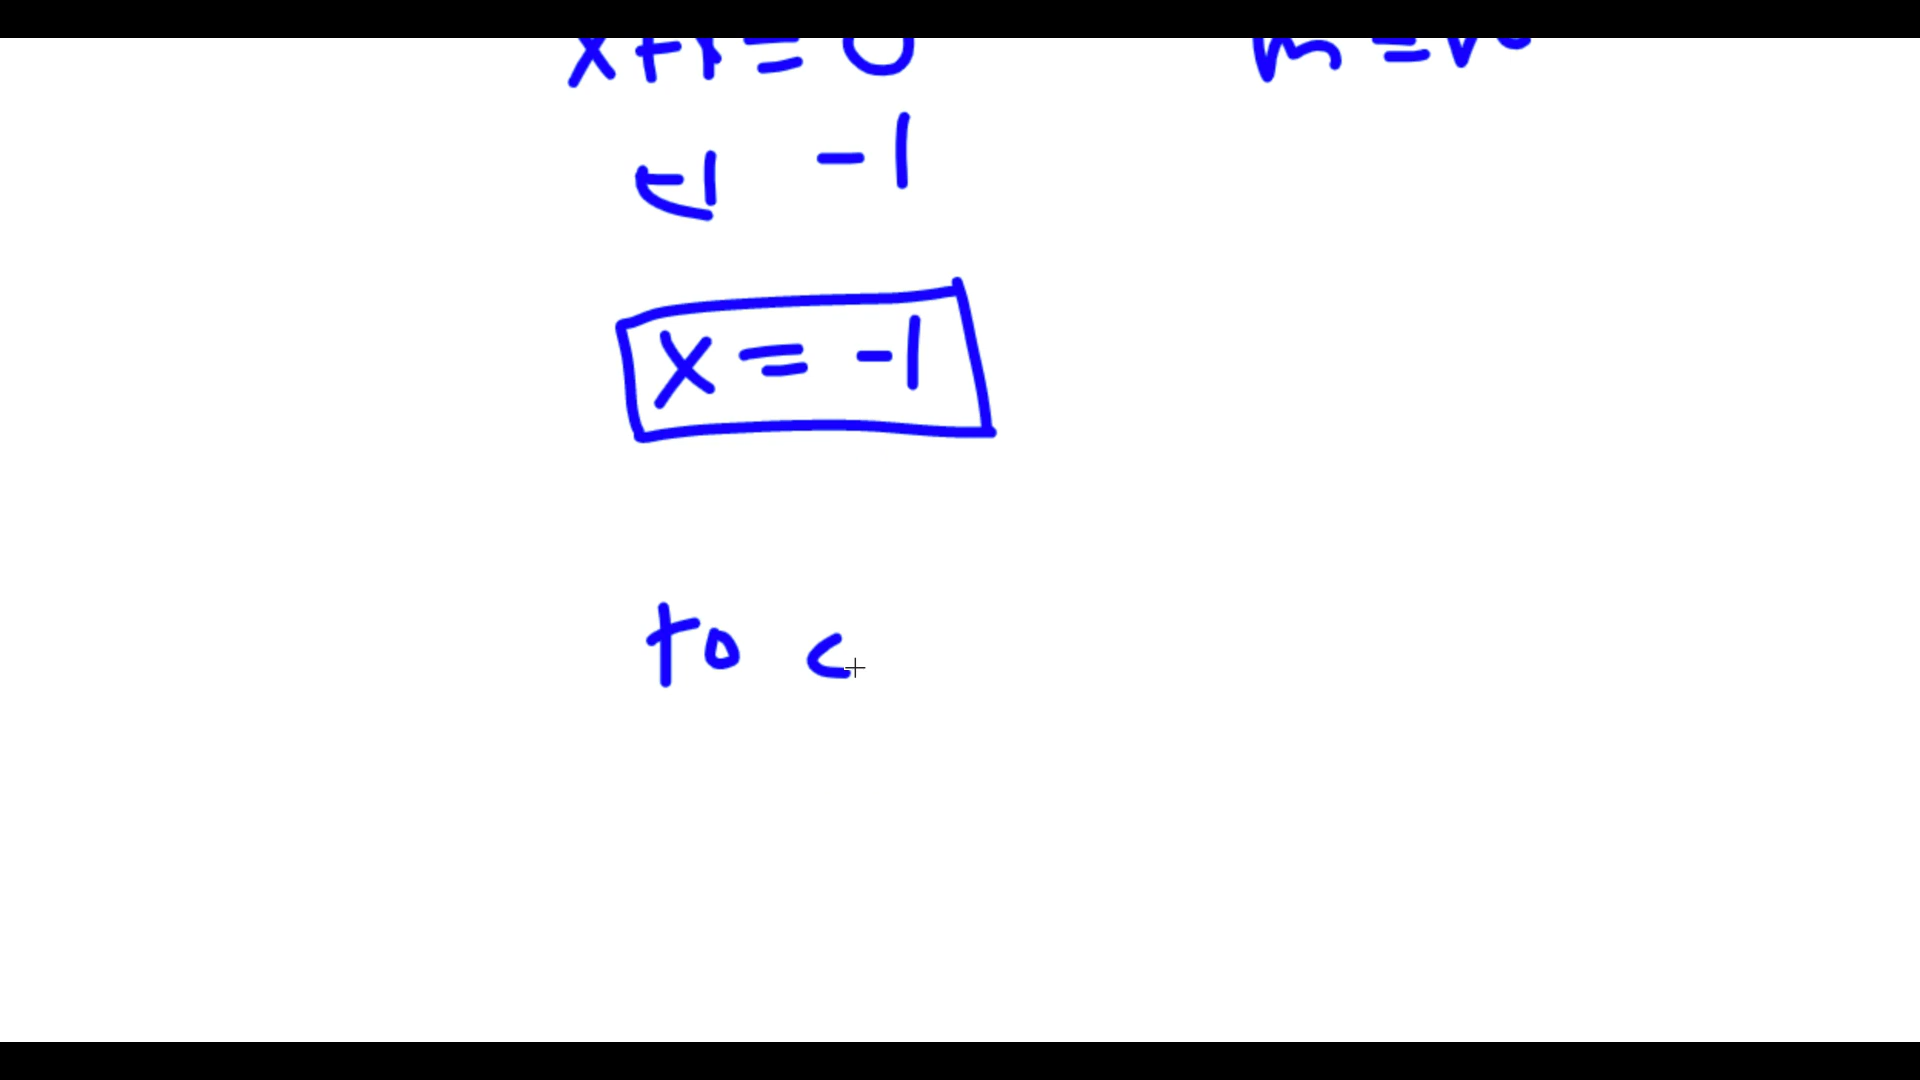 x+1=0
-1 -1
x = -1
to c